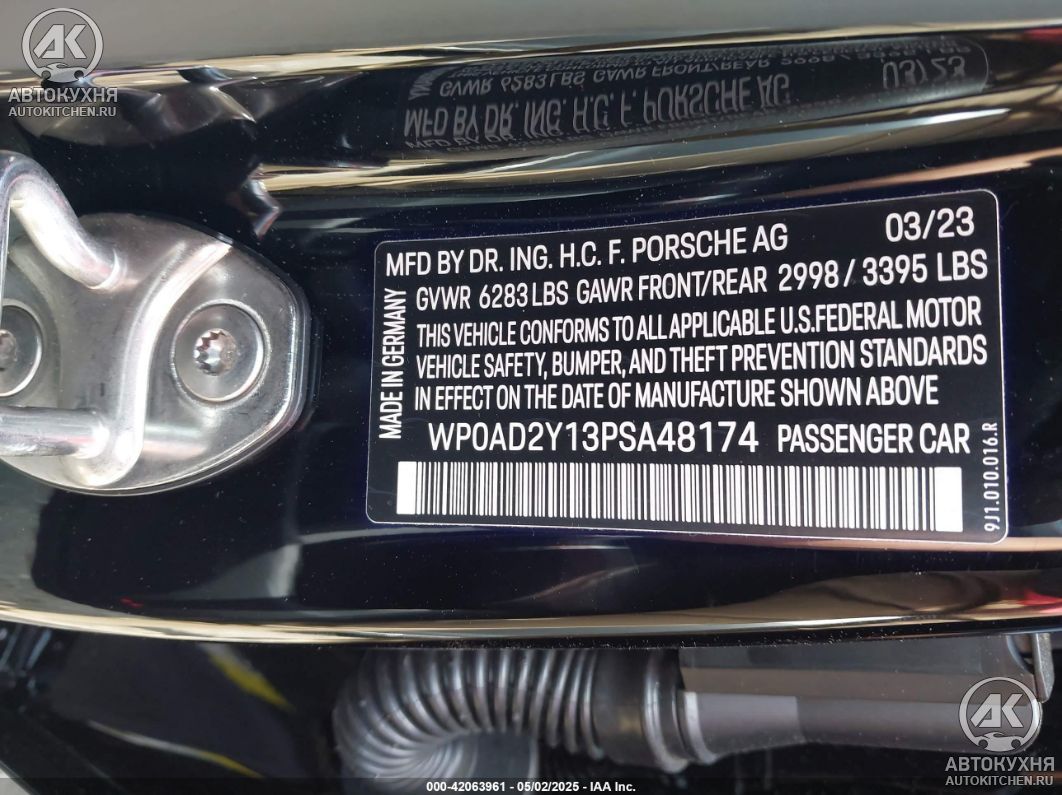 АК
АВТОКУХНЯ
AUTOKITCHEN.RU
MFD BY DR. ING. H.C. F. PORSCHE AG 03/23
GVWR 6283 LBS GAWR FRONT/REAR 2998 / 3395 LBS
THIS VEHICLE CONFORMS TO ALL APPLICABLE U.S.FEDERAL MOTOR
VEHICLE SAFETY, BUMPER, AND THEFT PREVENTION STANDARDS
IN EFFECT ON THE DATE OF MANUFACTURE SHOWN ABOVE
WP0AD2Y13PSA48174 PASSENGER CAR
MADE IN GERMANY
9J1.010.016.R
АК
АВТОКУХНЯ
AUTOKITCHEN.RU
000-42063961 - 05/02/2025 - IAA Inc.